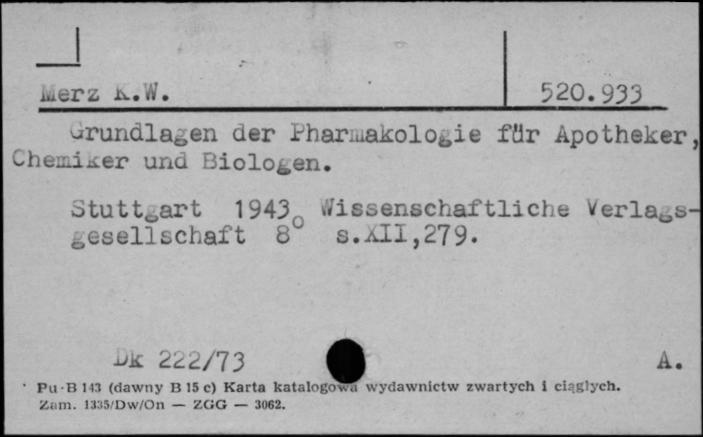 Merz K.W. 520.933
Grundlagen der Pharmakologie für Apotheker,
Chemiker und Biologen.
Stuttgart 1943 Wissenschaftliche Verlags-
gesellschaft 8° s.XII,279.
Dk 222/73 A.
Pu-B 143 (dawny B 15 c) Karta katalogowa wydawnictw zwartych i ciągłych.
Zam. 1335/Dw/On — ZGG — 3062.